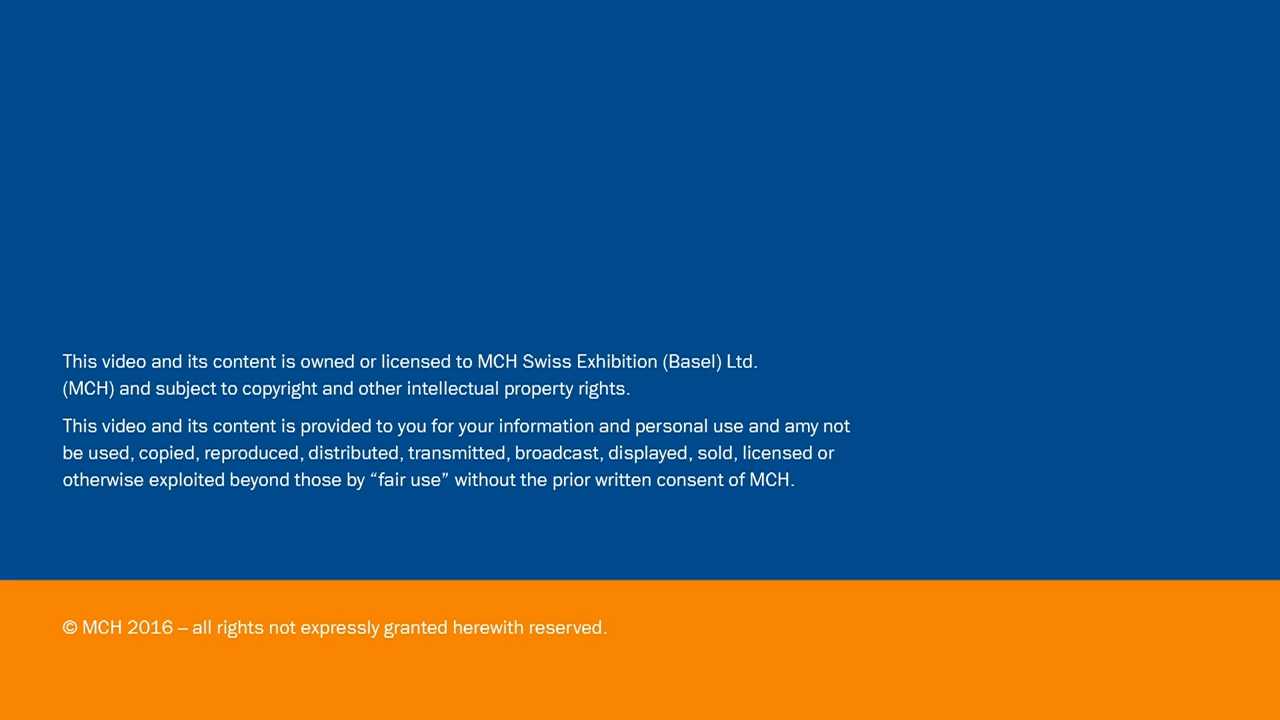 This video and its content is owned or licensed to MCH Swiss Exhibition (Basel) Ltd.
(MCH) and subject to copyright and other intellectual property rights.
This video and its content is provided to you for your information and personal use and amy not
be used, copied, reproduced, distributed, transmitted, broadcast, displayed, sold, licensed or
otherwise exploited beyond those by “fair use” without the prior written consent of MCH.
© MCH 2016 – all rights not expressly granted herewith reserved.